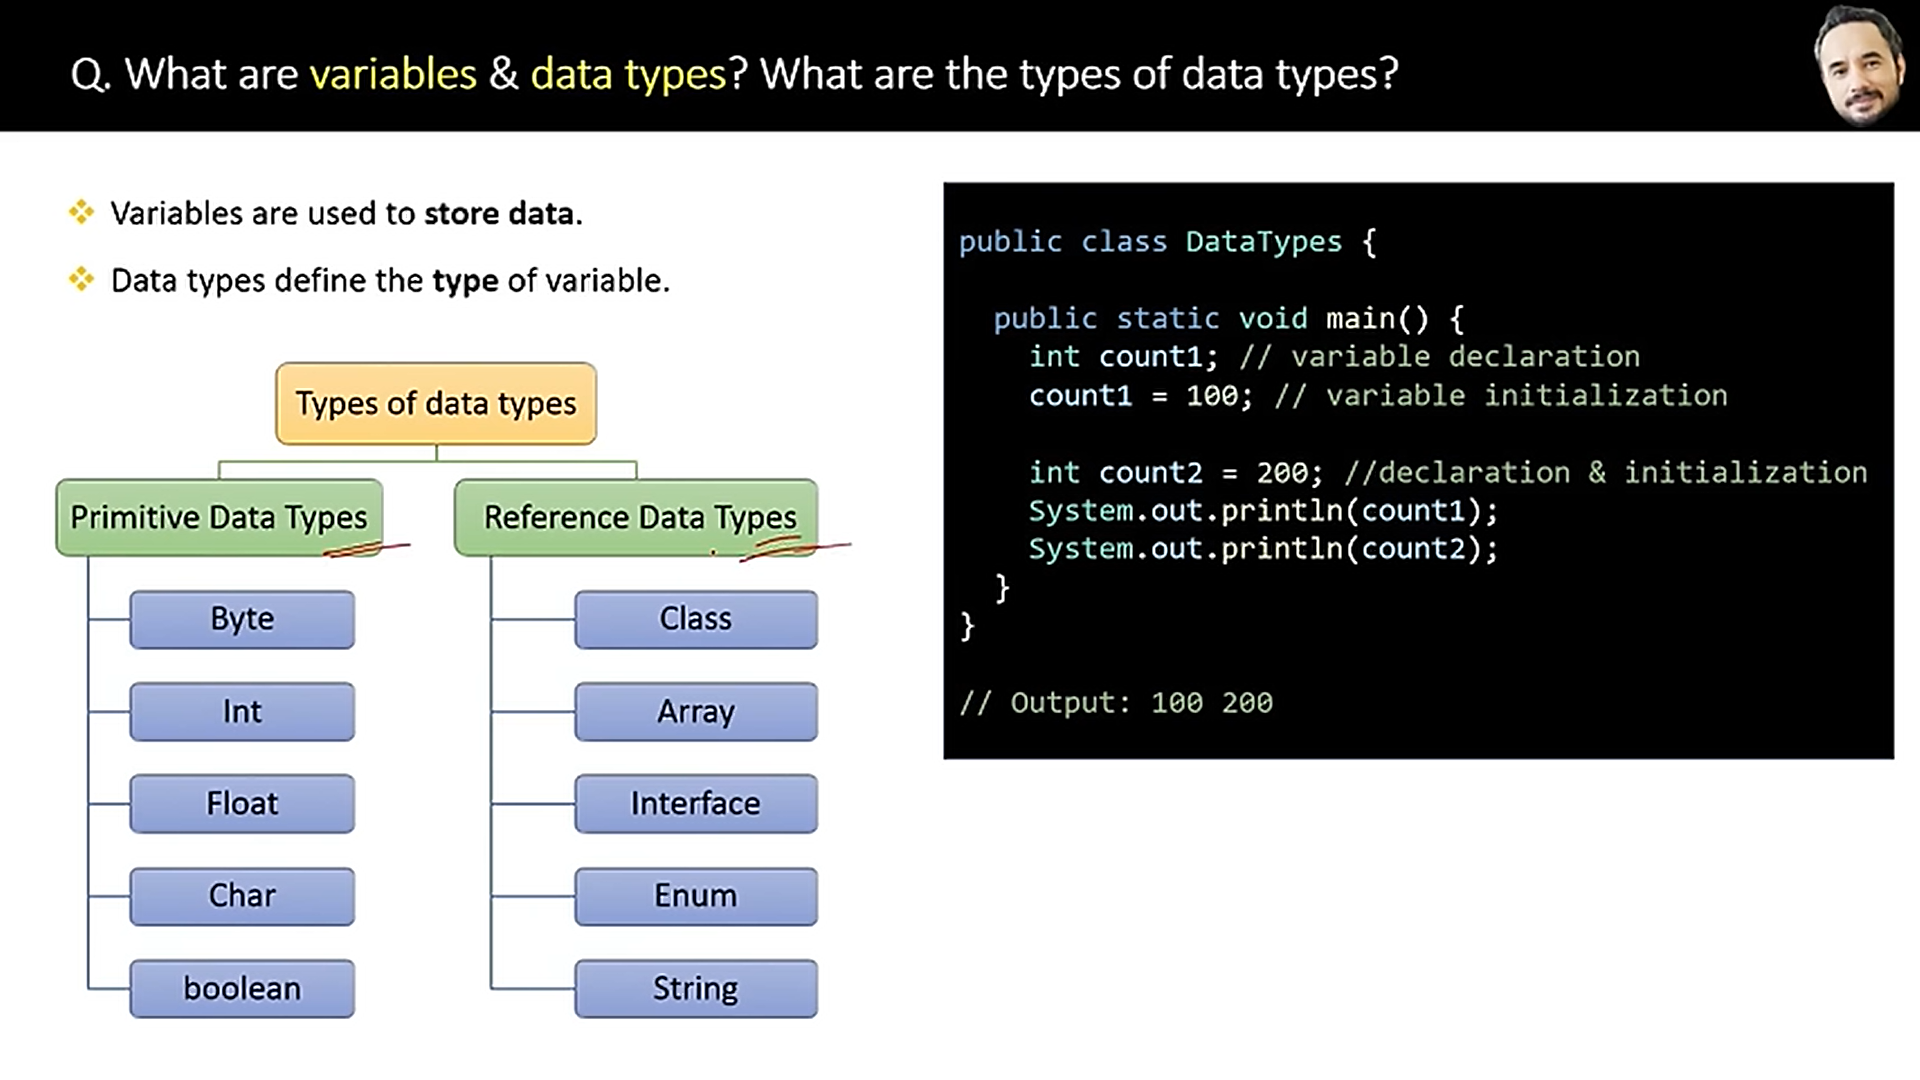 Q. What are variables & data types? What are the types of data types?
Variables are used to store data.
Data types define the type of variable.
Types of data types
Primitive Data Types
Byte
Int
Float
Char
boolean
Reference Data Types
Class
Array
Interface
Enum
String
public class DataTypes {
public static void main() {
int count1; // variable declaration
count1 = 100; // variable initialization
int count2 = 200; //declaration & initialization
System.out.println(count1);
System.out.println(count2);
}
}
// Output: 100 200